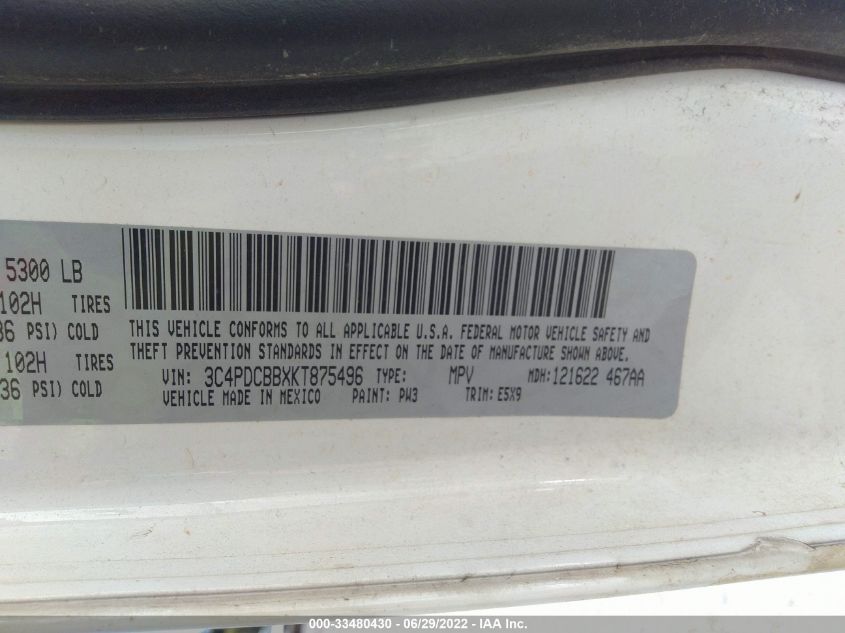 5300 LB
102H TIRES
36 PSI) COLD
102H TIRES
36 PSI) COLD
THIS VEHICLE CONFORMS TO ALL APPLICABLE U.S.A. FEDERAL MOTOR VEHICLE SAFETY AND
THEFT PREVENTION STANDARDS IN EFFECT ON THE DATE OF MANUFACTURE SHOWN ABOVE.
VIN: 3C4PDCBBXKT875496 TYPE: MPV MDH:121622 467AA
VEHICLE MADE IN MEXICO PAINT: PW3 TRIM:E5X9
000-33480430 - 06/29/2022 - IAA Inc.